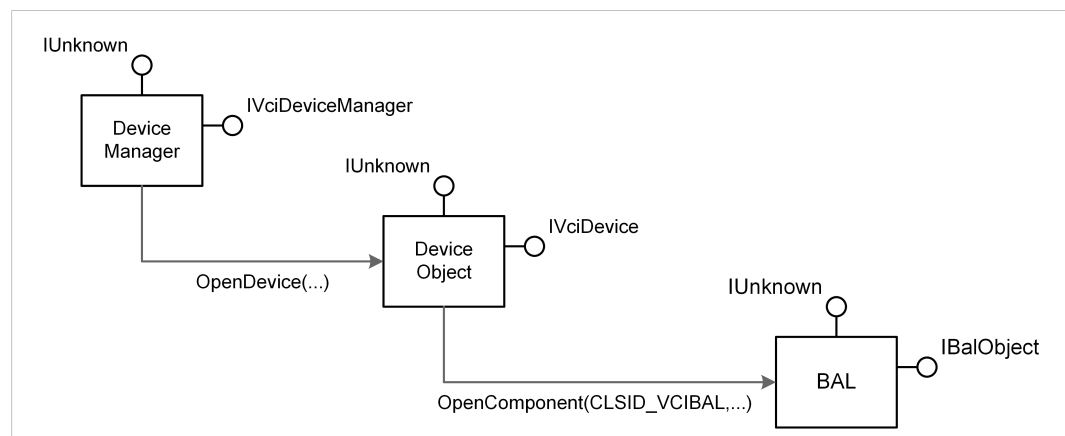 IUnknown
IVciDeviceManager
Device
Manager
IUnknown
IVciDevice
Device
Object
OpenDevice(...)
IUnknown
IBalObject
BAL
OpenComponent(CLSID_VCIBAL,...)